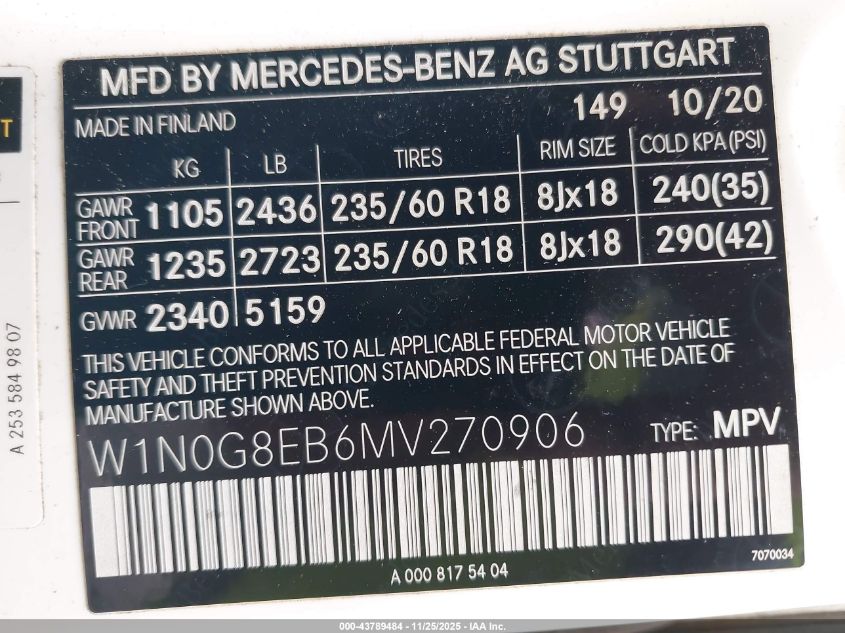 MFD BY MERCEDES-BENZ AG STUTTGART
149 10/20
MADE IN FINLAND
KG LB TIRES RIM SIZE COLD KPA(PSI)
GAWR FRONT 1105 2436 235/60 R18 8Jx18 240(35)
GAWR REAR 1235 2723 235/60 R18 8Jx18 290(42)
GVWR 2340 5159
THIS VEHICLE CONFORMS TO ALL APPLICABLE FEDERAL MOTOR VEHICLE
SAFETY AND THEFT PREVENTION STANDARDS IN EFFECT ON THE DATE OF
MANUFACTURE SHOWN ABOVE.
W1N0G8EB6MV270906 TYPE: MPV
7070034
A 000 817 54 04
A 253 584 98 07
T
000-43789484 - 11/25/2025 - IAA Inc.